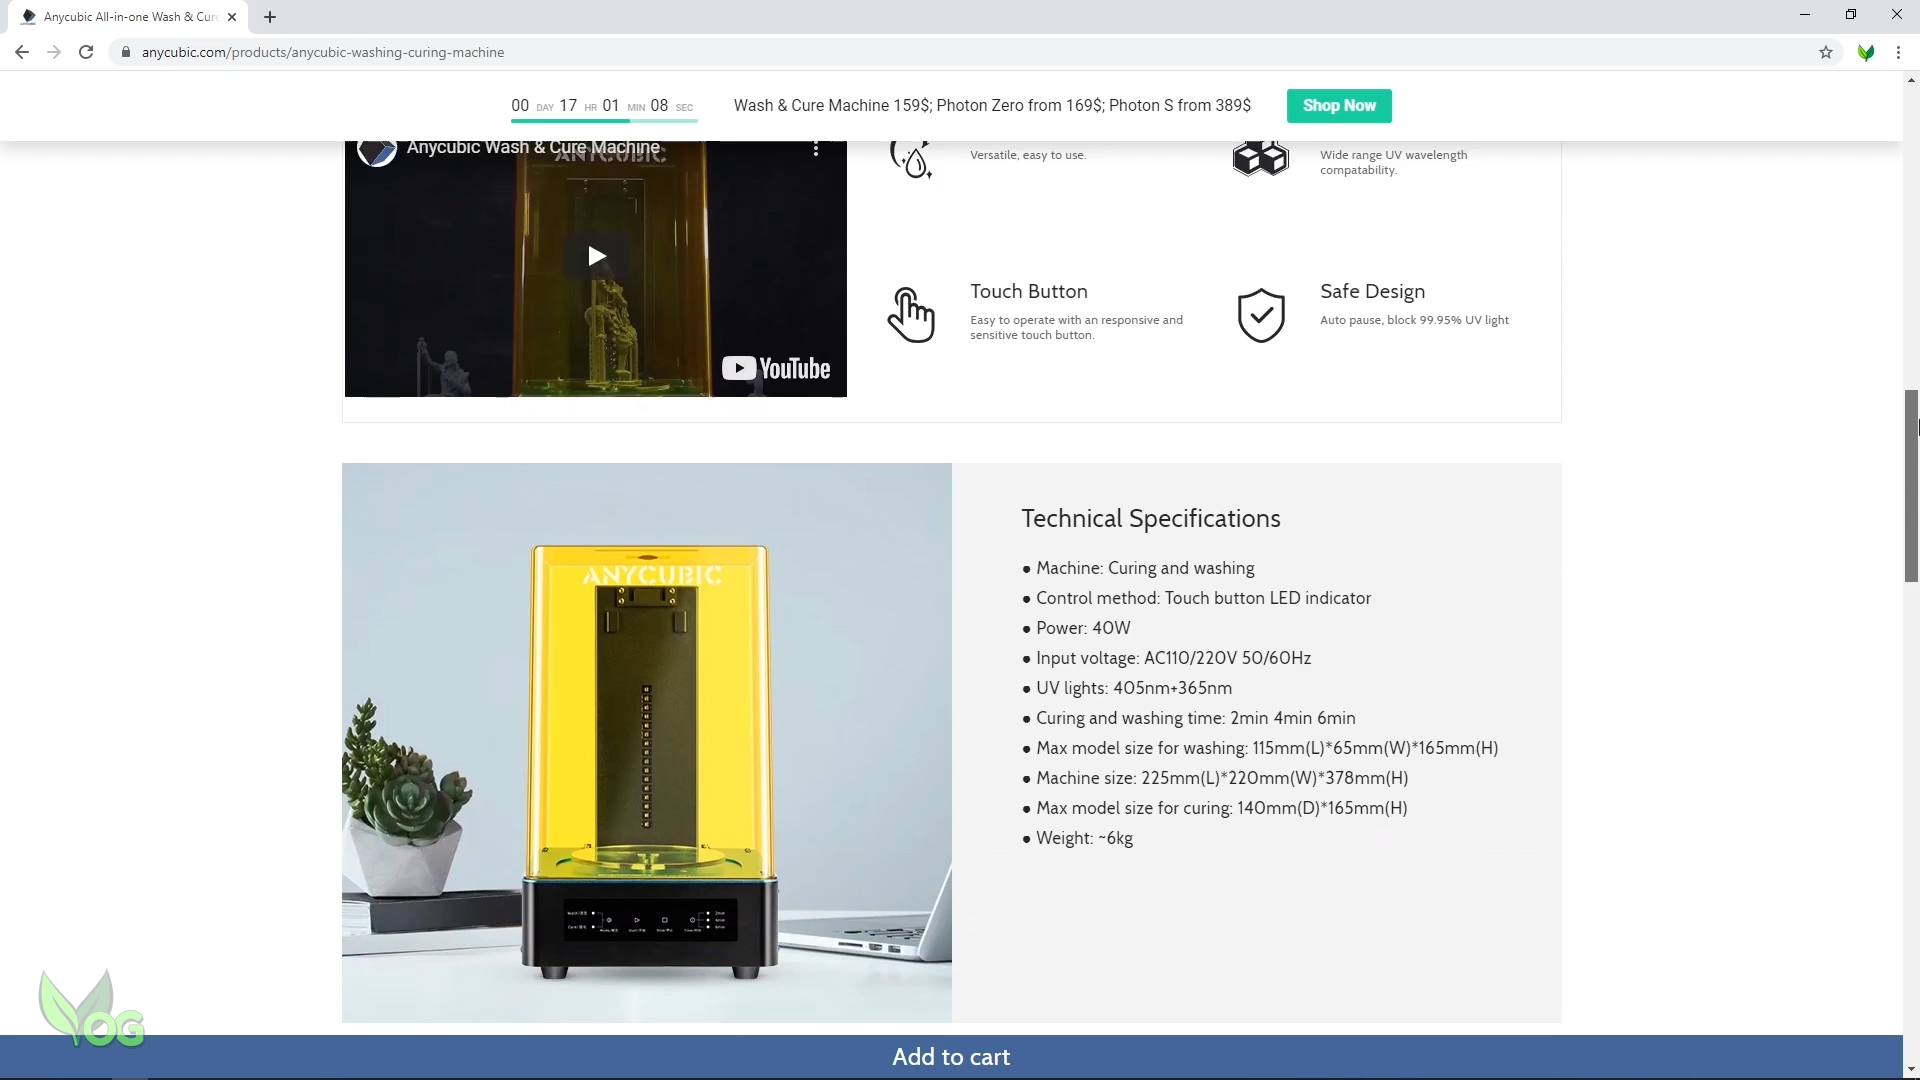 Anycubic All-in-one Wash & Cure
anycubic.com/products/anycubic-washing-curing-machine
00 DAY 17 HR 01 MIN 08 SEC
Wash & Cure Machine 159$; Photon Zero from 169$; Photon S from 389$
Shop Now
Anycubic Wash & Cure Machine
ANYCUBIC
YouTube
Versatile, easy to use.
Wide range UV wavelength
compatability.
Touch Button
Easy to operate with an responsive and
sensitive touch button.
Safe Design
Auto pause, block 99.95% UV light
ANYCUBIC
Technical Specifications
● Machine: Curing and washing
● Control method: Touch button LED indicator
● Power: 40W
● Input voltage: AC110/220V 50/60Hz
● UV lights: 405nm+365nm
● Curing and washing time: 2min 4min 6min
● Max model size for washing: 115mm(L)*65mm(W)*165mm(H)
● Machine size: 225mm(L)*220mm(W)*378mm(H)
● Max model size for curing: 140mm(D)*165mm(H)
● Weight: ~6kg
VOG
Add to cart